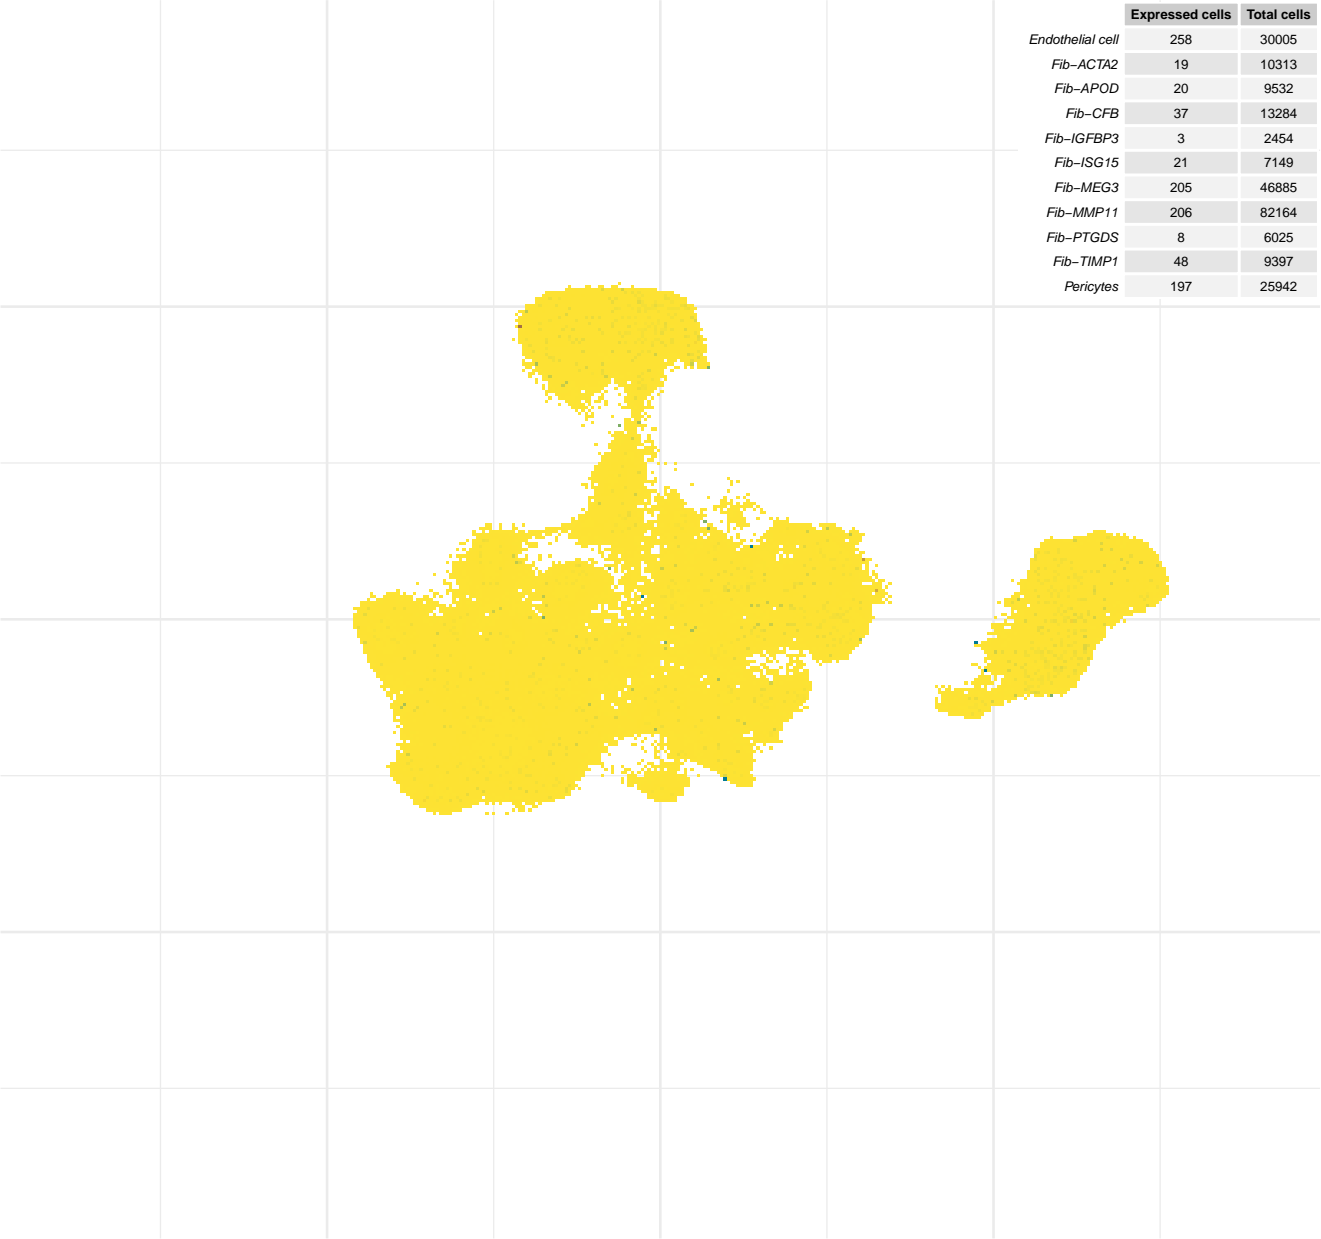 Expressed cells Total cells
Endothelial cell 258 30005
Fib−ACTA2 19 10313
Fib−APOD 20 9532
Fib−CFB 37 13284
Fib−IGFBP3 3 2454
Fib−ISG15 21 7149
Fib−MEG3 205 46885
Fib−MMP11 206 82164
Fib−PTGDS 8 6025
Fib−TIMP1 48 9397
Pericytes 197 25942